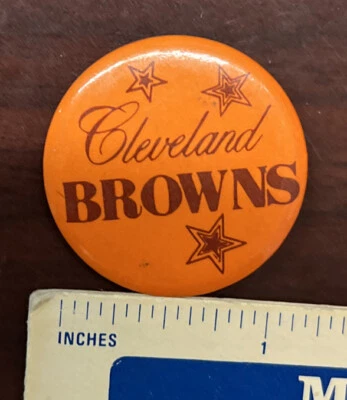 Cleveland
BROWNS
INCHES 1
M